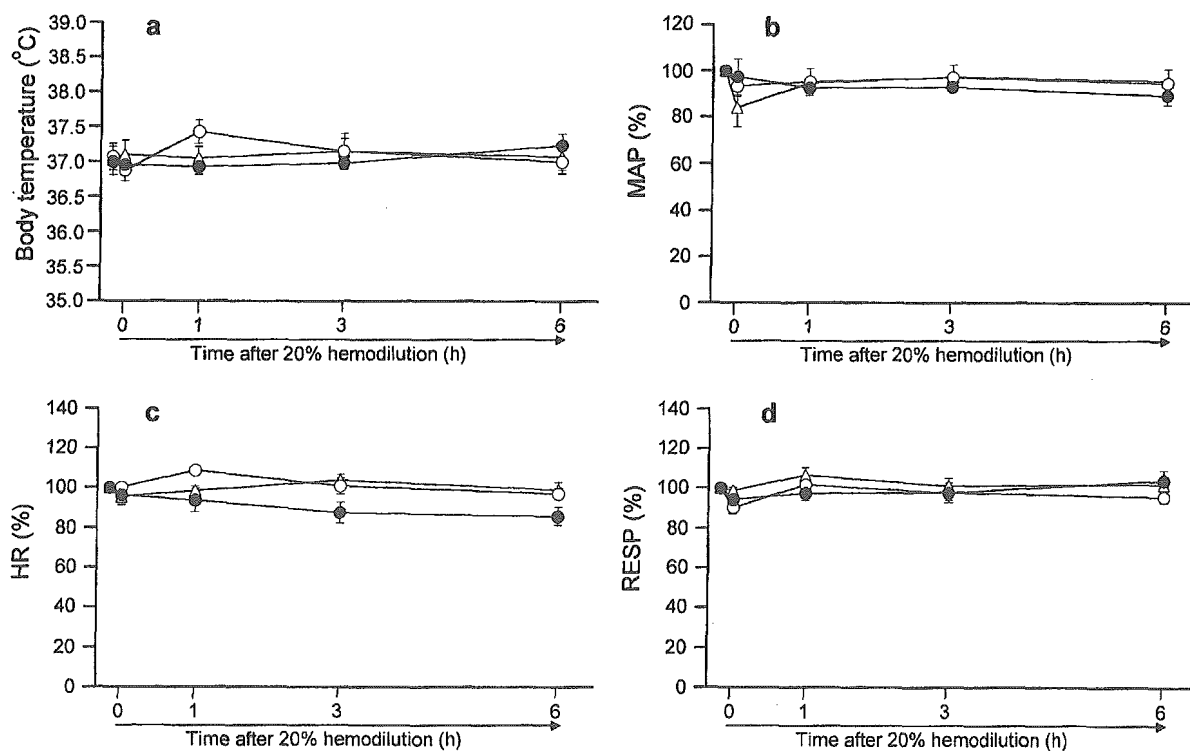 a
Body temperature (°C)
39.0
38.5
38.0
37.5
37.0
36.5
36.0
35.5
35.0
0 1 3 6
Time after 20% hemodilution (h)
b
MAP (%)
120
100
80
60
40
20
0
0 1 3 6
Time after 20% hemodilution (h)
c
HR (%)
140
120
100
80
60
40
20
0
0 1 3 6
Time after 20% hemodilution (h)
d
RESP (%)
140
120
100
80
60
40
20
0
0 1 3 6
Time after 20% hemodilution (h)